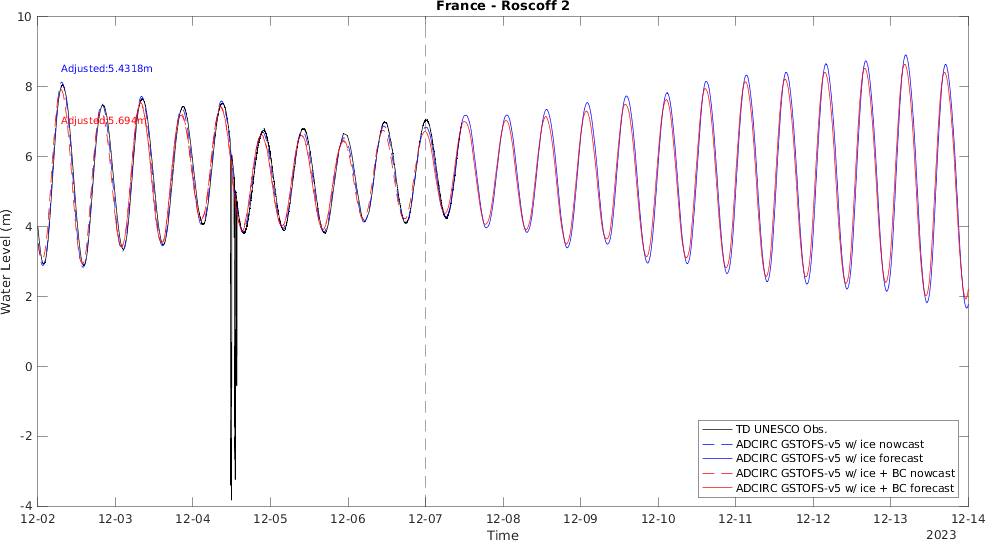 France - Roscoff 2
10
8
6
4
2
0
-2
-4
Water Level (m)
Adjusted:5.4318m
Adjusted:5.694m
TD UNESCO Obs.
ADCIRC GSTOFS-v5 w/ ice nowcast
ADCIRC GSTOFS-v5 w/ ice forecast
ADCIRC GSTOFS-v5 w/ ice + BC nowcast
ADCIRC GSTOFS-v5 w/ ice + BC forecast
12-02 12-03 12-04 12-05 12-06 12-07 12-08 12-09 12-10 12-11 12-12 12-13 12-14
Time
2023